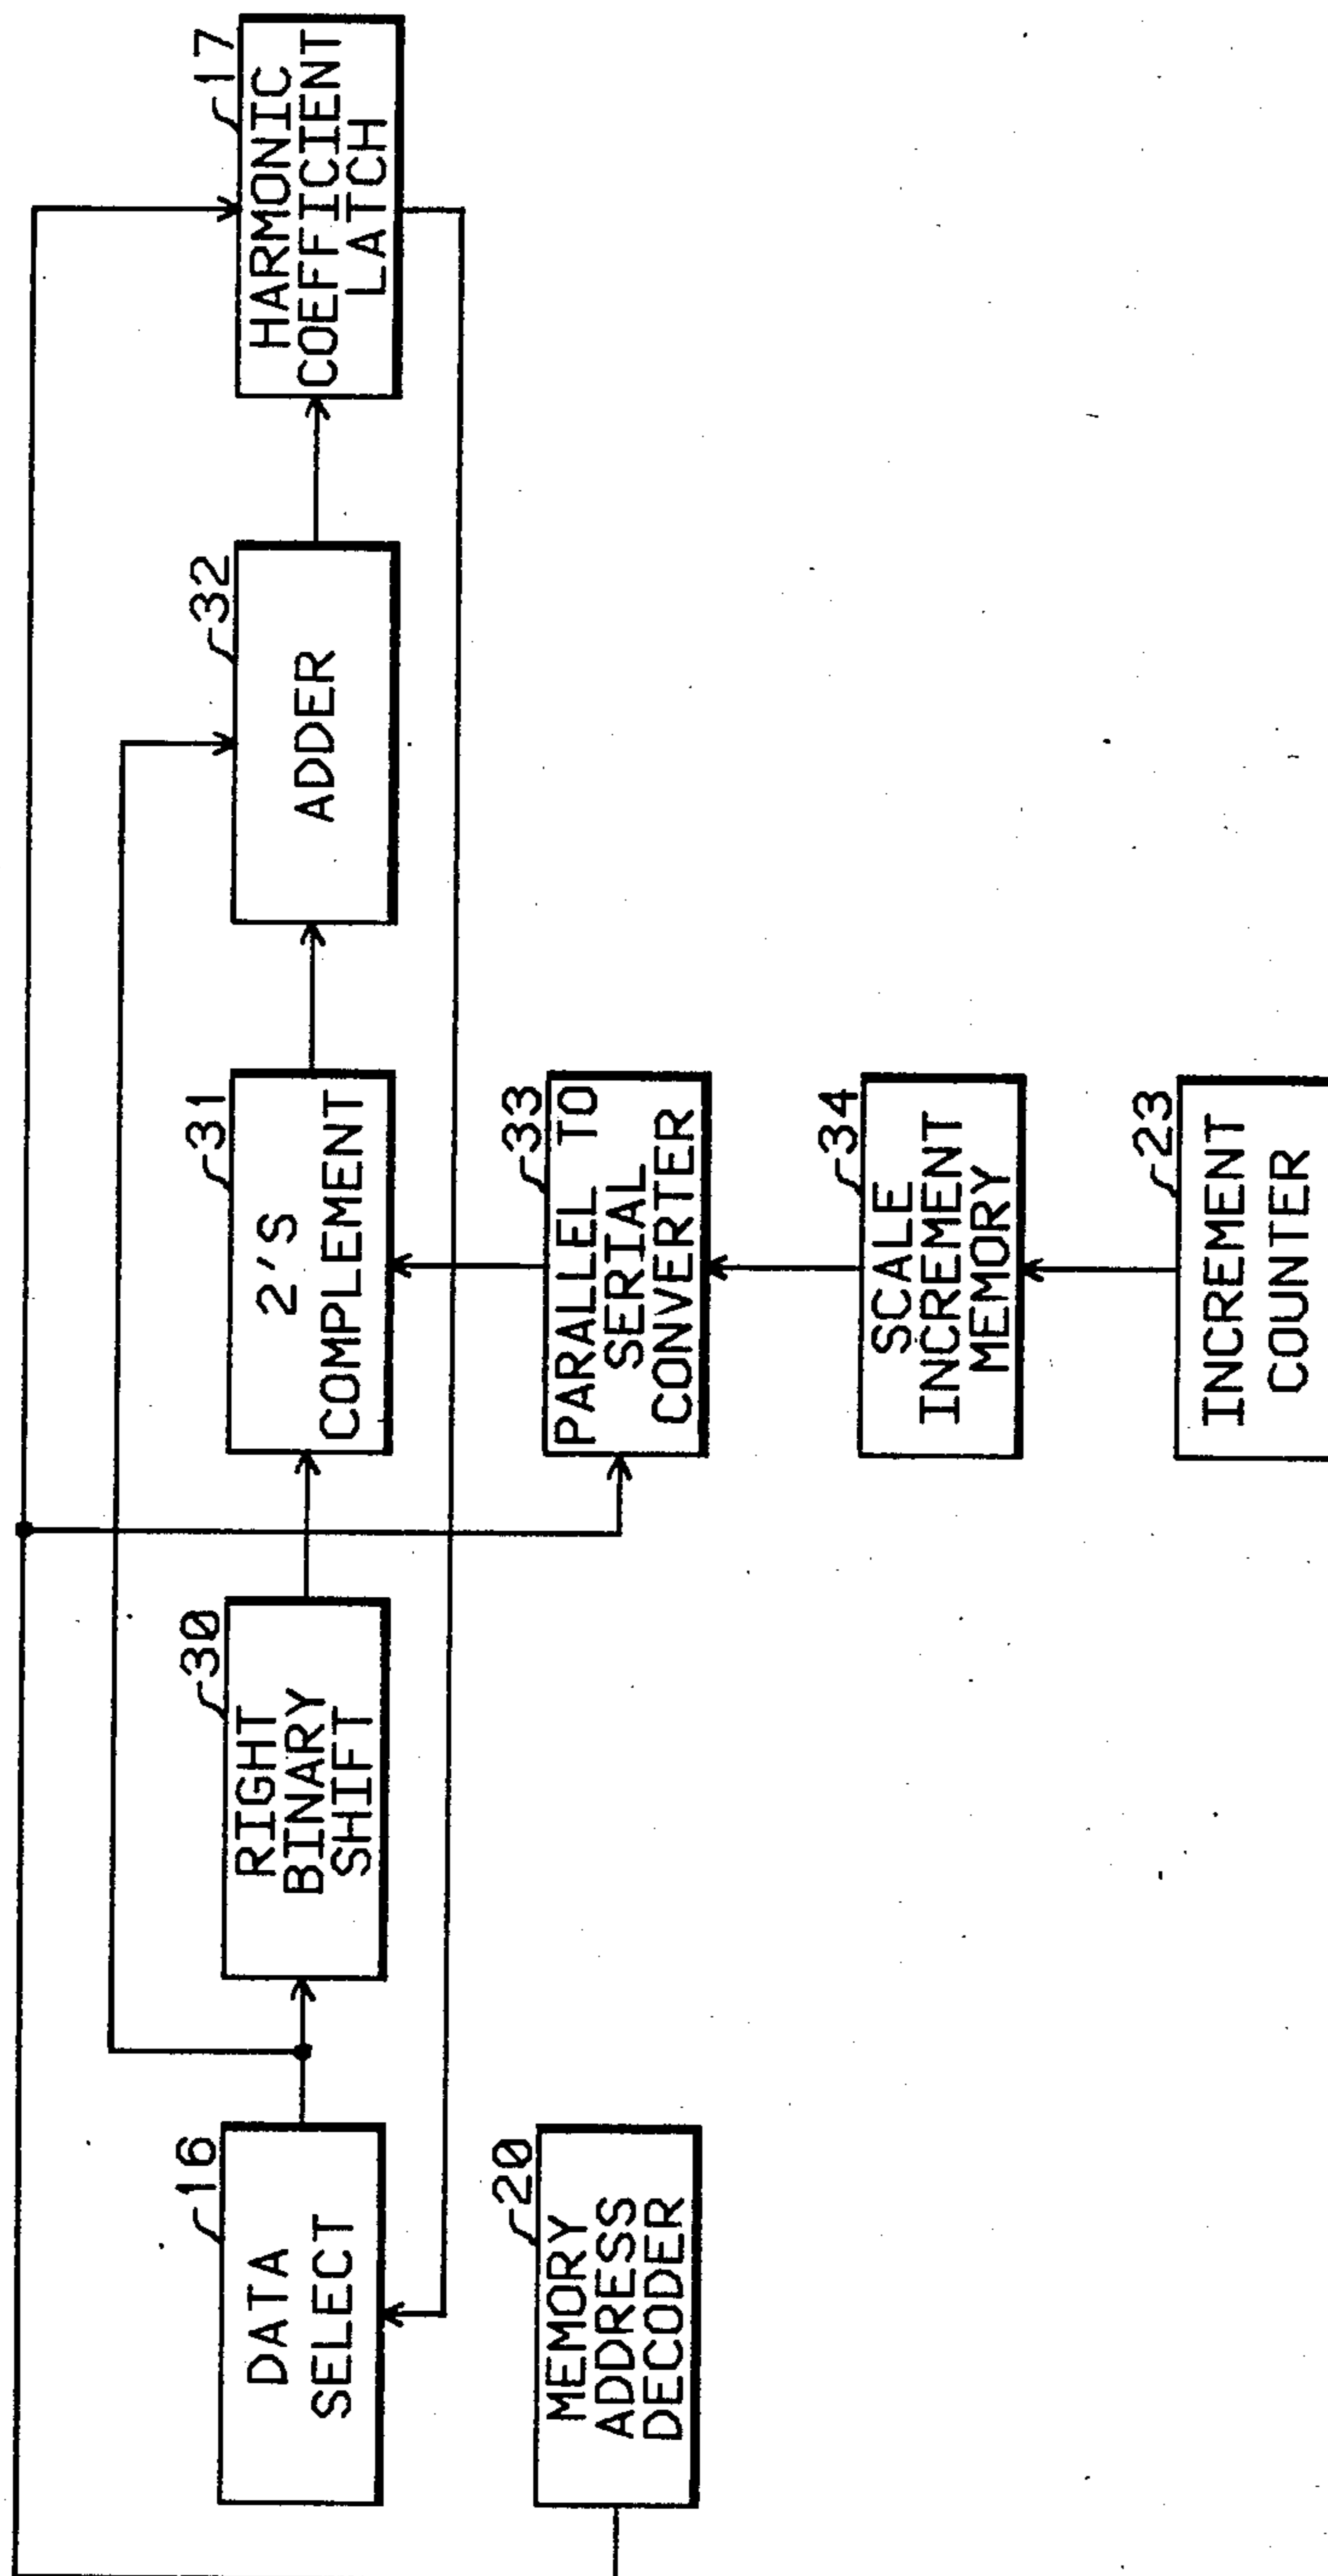 16
DATA
SELECT
30
RIGHT
BINARY
SHIFT
31
2'S
COMPLEMENT
32
ADDER
17
HARMONIC
COEFFICIENT
LATCH
20
MEMORY
ADDRESS
DECODER
33
PARALLEL TO
SERIAL
CONVERTER
34
SCALE
INCREMENT
MEMORY
23
INCREMENT
COUNTER